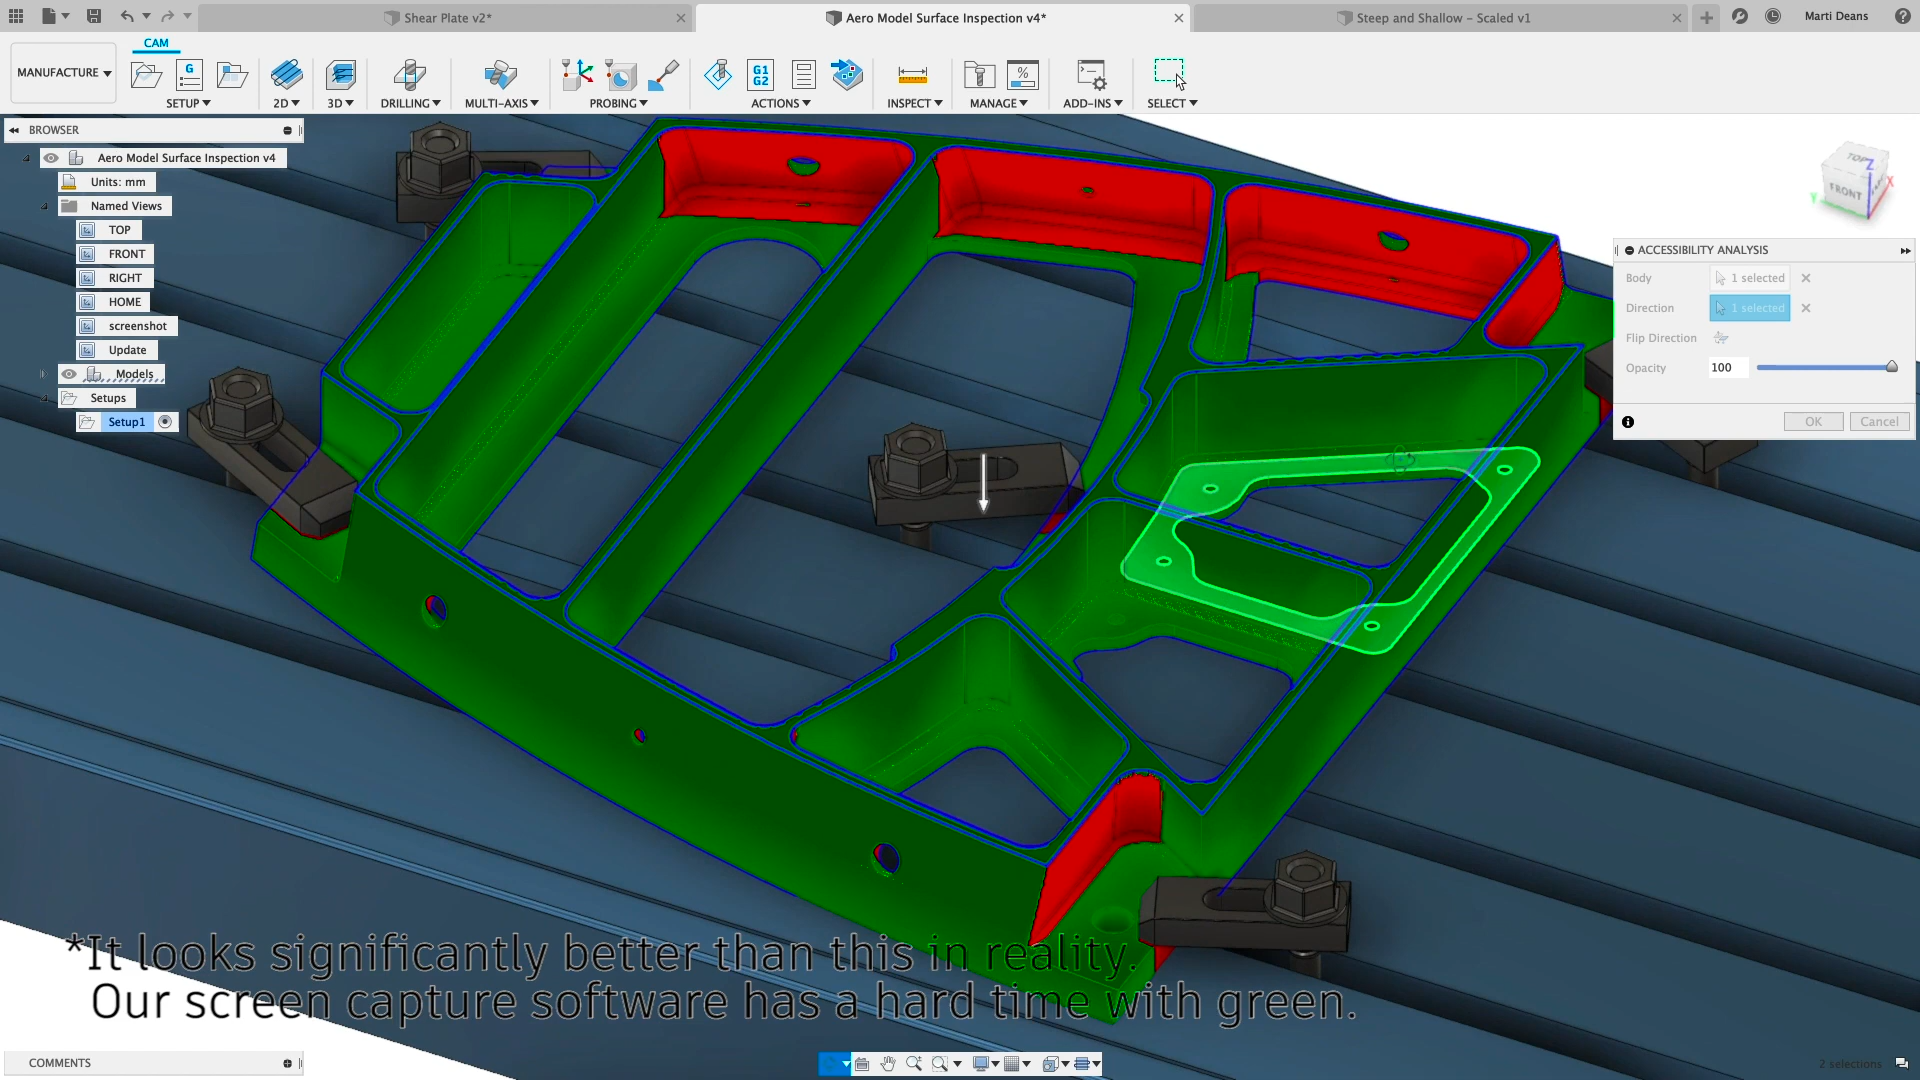 Shear Plate v2*
Aero Model Surface Inspection v4*
Steep and Shallow – Scaled v1
Marti Deans
CAM
MANUFACTURE
G
G1
G2
%
SETUP
2D
3D
DRILLING
MULTI-AXIS
PROBING
ACTIONS
INSPECT
MANAGE
ADD-INS
SELECT
BROWSER
Aero Model Surface Inspection v4
Units: mm
Named Views
TOP
FRONT
RIGHT
HOME
screenshot
Update
Models
Setups
Setup1
TOP
FRONT
Z
X
Y
ACCESSIBILITY ANALYSIS
Body
1 selected
Direction
1 selected
Flip Direction
Opacity
100
OK
Cancel
*It looks significantly better than this in reality.
Our screen capture software has a hard time with green.
COMMENTS
2 selections